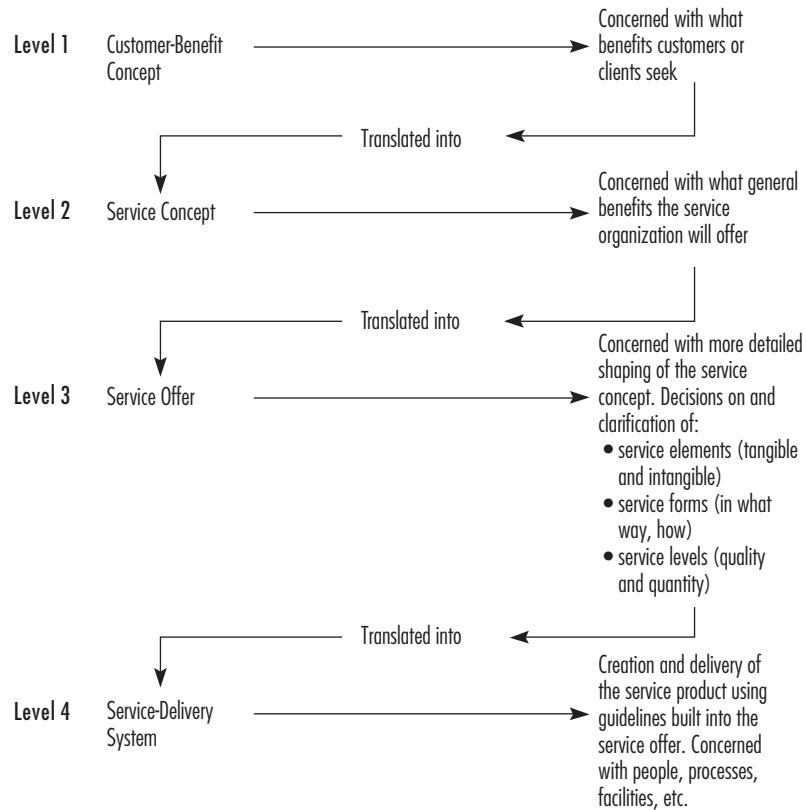 Level 1
Customer-Benefit
Concept
Concerned with what
benefits customers or
clients seek
Translated into
Level 2
Service Concept
Concerned with what general
benefits the service
organization will offer
Translated into
Level 3
Service Offer
Concerned with more detailed
shaping of the service
concept. Decisions on and
clarification of:
• service elements (tangible
and intangible)
• service forms (in what
way, how)
• service levels (quality
and quantity)
Translated into
Level 4
Service-Delivery
System
Creation and delivery of
the service product using
guidelines built into the
service offer. Concerned
with people, processes,
facilities, etc.